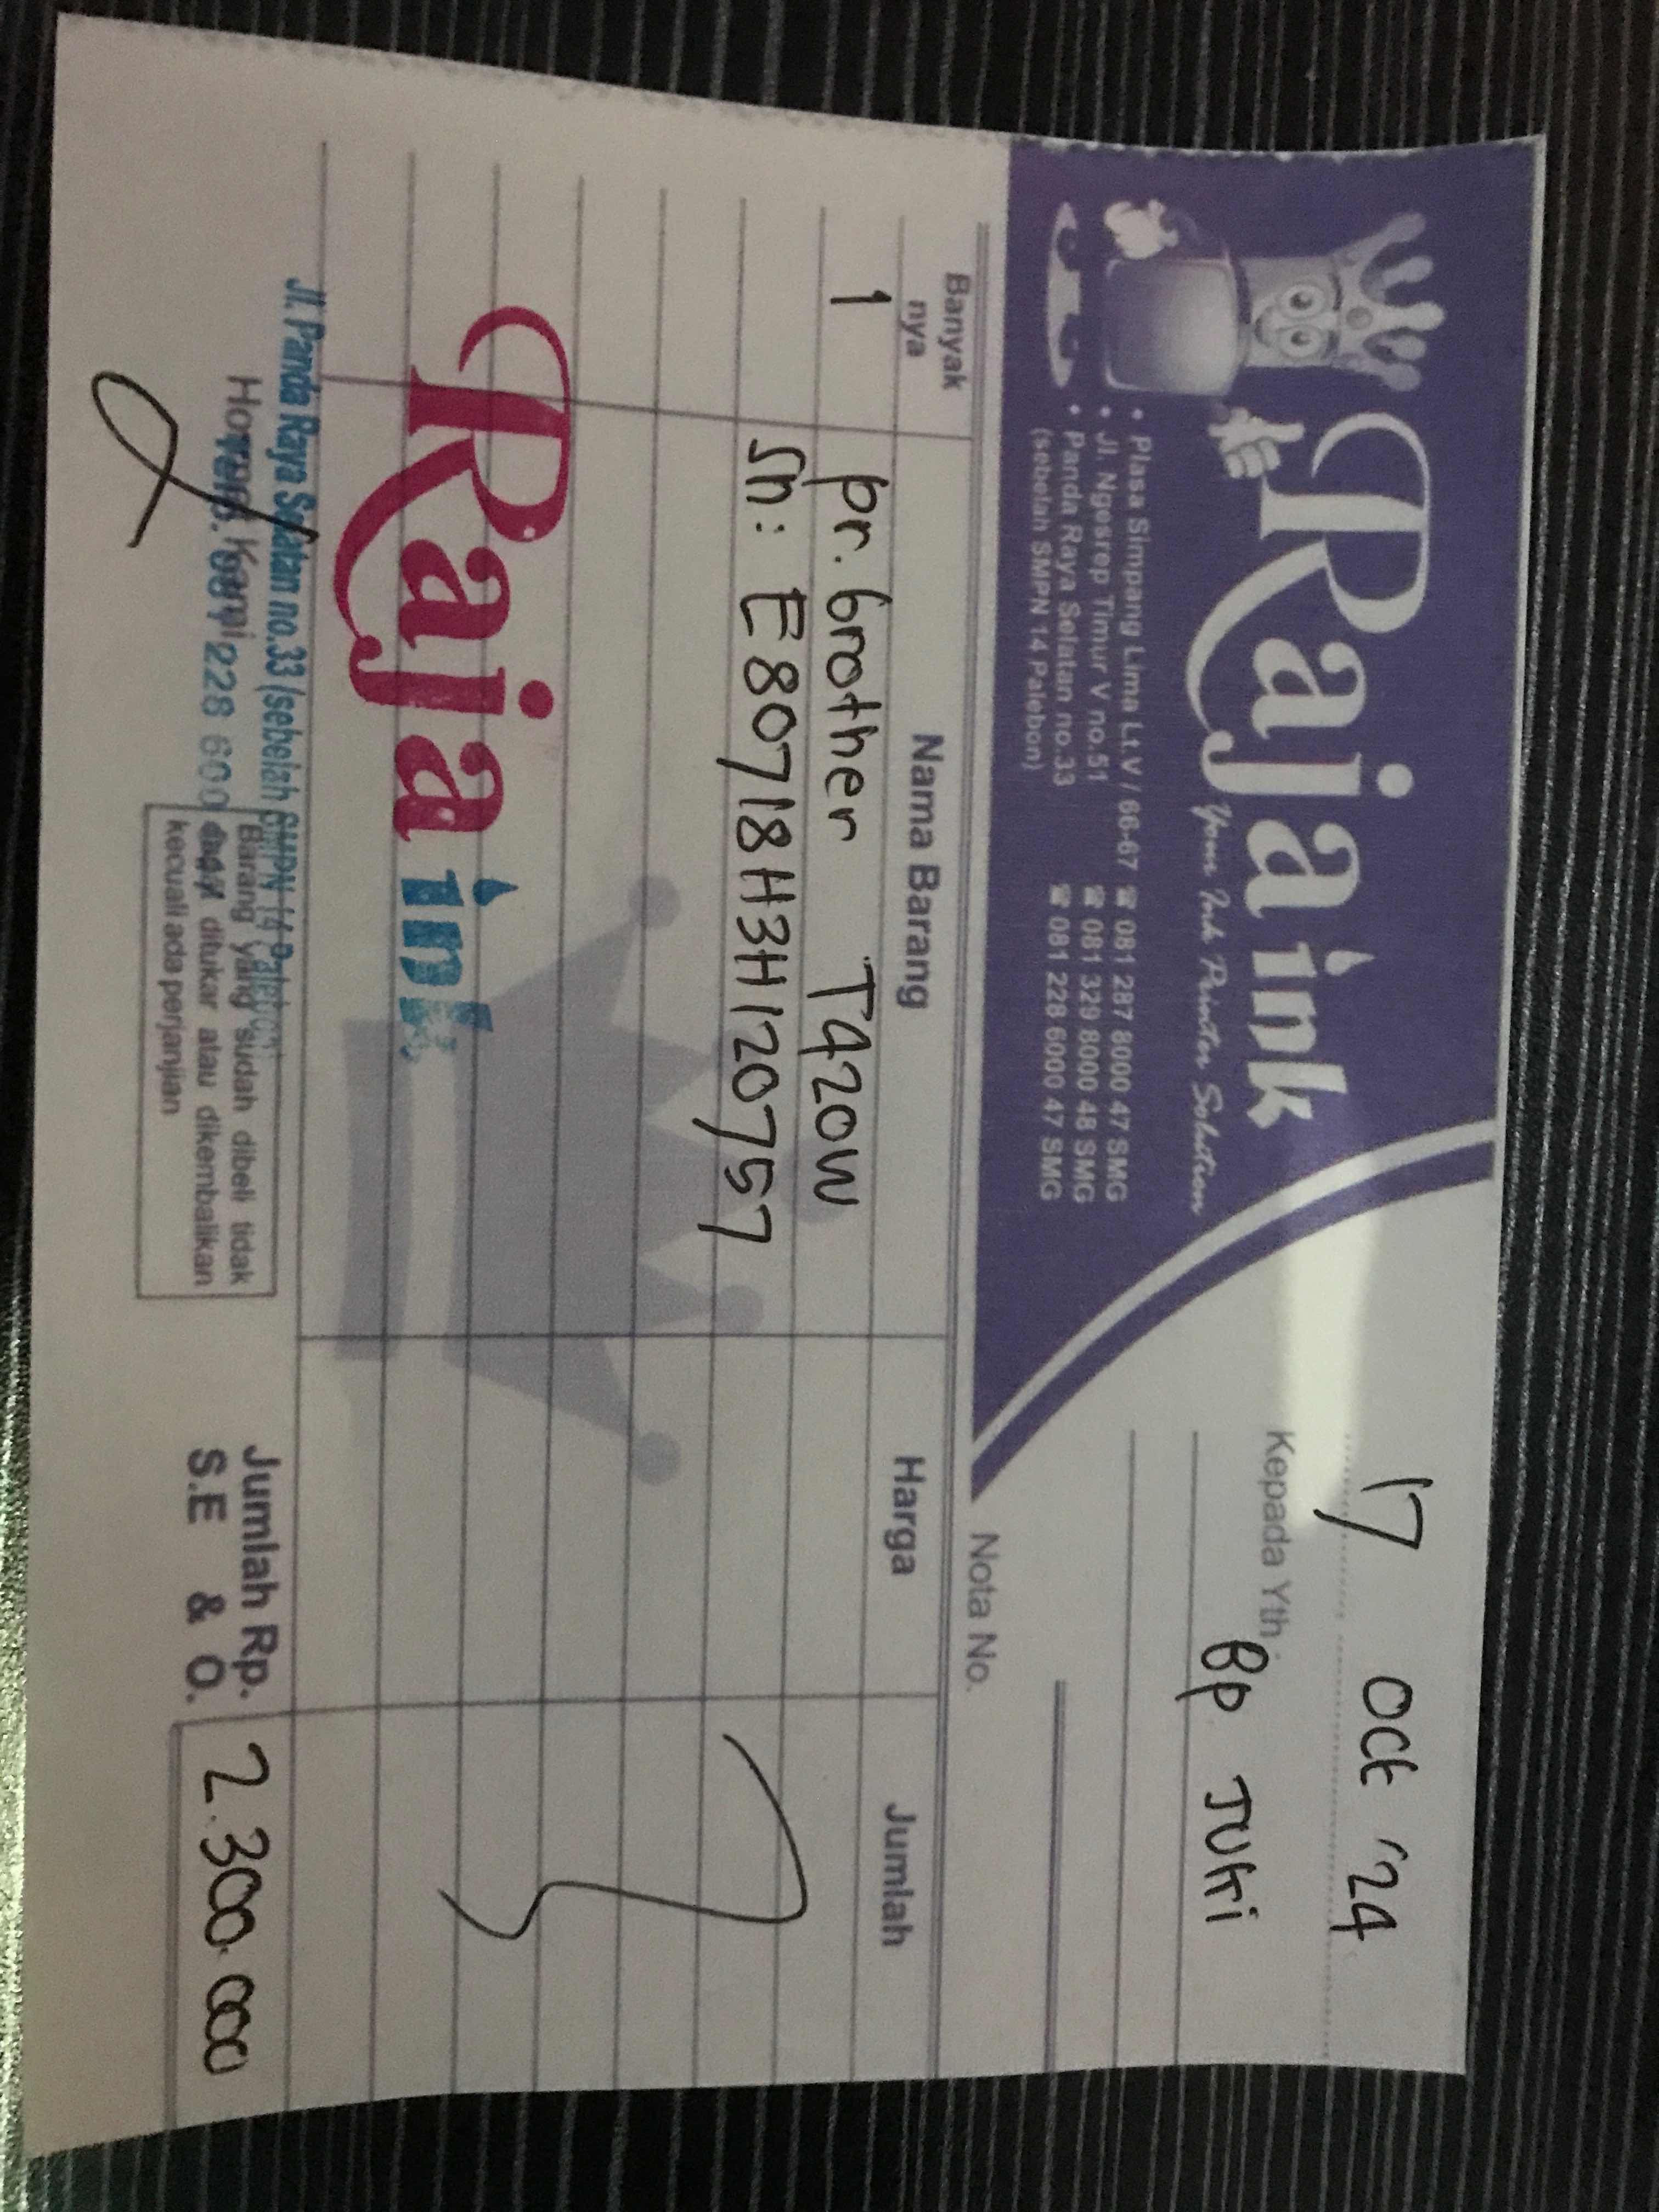 Raja ink
Your Ink Printer Solution
• Plasa Simpang Lima Lt.V / 66-67 ☎ 081 287 8000 47 SMG
• Jl. Ngesrep Timur V no.51 ☎ 081 329 8000 48 SMG
• Panda Raya Selatan no.33 ☎ 081 228 6000 47 SMG
(sebelah SMPN 14 Palebon)
17 Oct '24
Kepada Yth.
Bp
Nota No.
Banyak nya Nama Barang Harga Jumlah
1 pr. brother T420W
Sn: E80718H3H120757
Raja ink
Jl. Panda Raya Selatan no.33 (sebelah SMPN 14 Palebon)
Hormat Kami
Barang yang sudah dibeli tidak
ditukar atau dikembalikan
kecuali ada perjanjian
Jumlah Rp. 2.300.000
S.E & O.